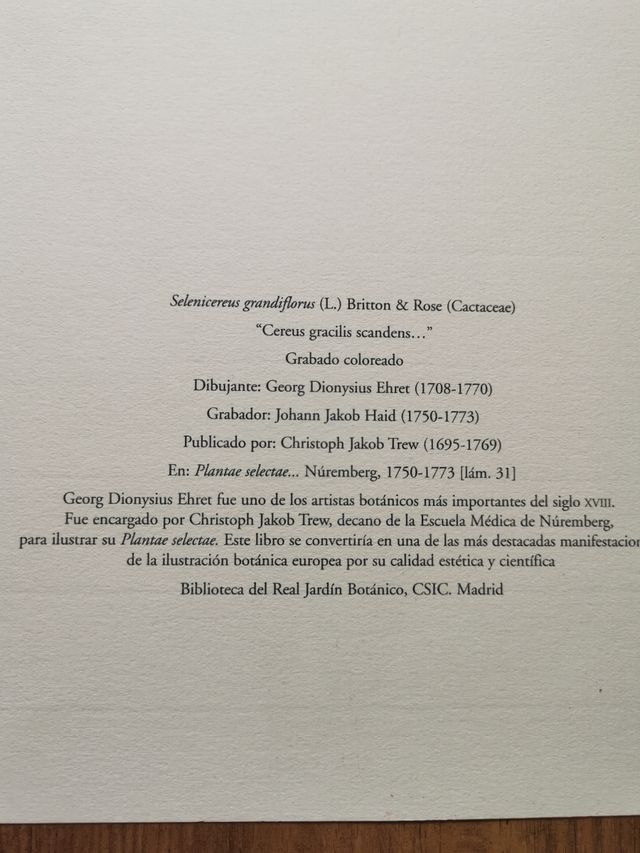 Selenicereus grandiflorus (L.) Britton & Rose (Cactaceae)
“Cereus gracilis scandens…”
Grabado coloreado
Dibujante: Georg Dionysius Ehret (1708-1770)
Grabador: Johann Jakob Haid (1750-1773)
Publicado por: Christoph Jakob Trew (1695-1769)
En: Plantae selectae... Núremberg, 1750-1773 [lám. 31]
Georg Dionysius Ehret fue uno de los artistas botánicos más importantes del siglo XVIII.
Fue encargado por Christoph Jakob Trew, decano de la Escuela Médica de Núremberg,
para ilustrar su Plantae selectae. Este libro se convertiría en una de las más destacadas manifestacion
de la ilustración botánica europea por su calidad estética y científica
Biblioteca del Real Jardín Botánico, CSIC. Madrid